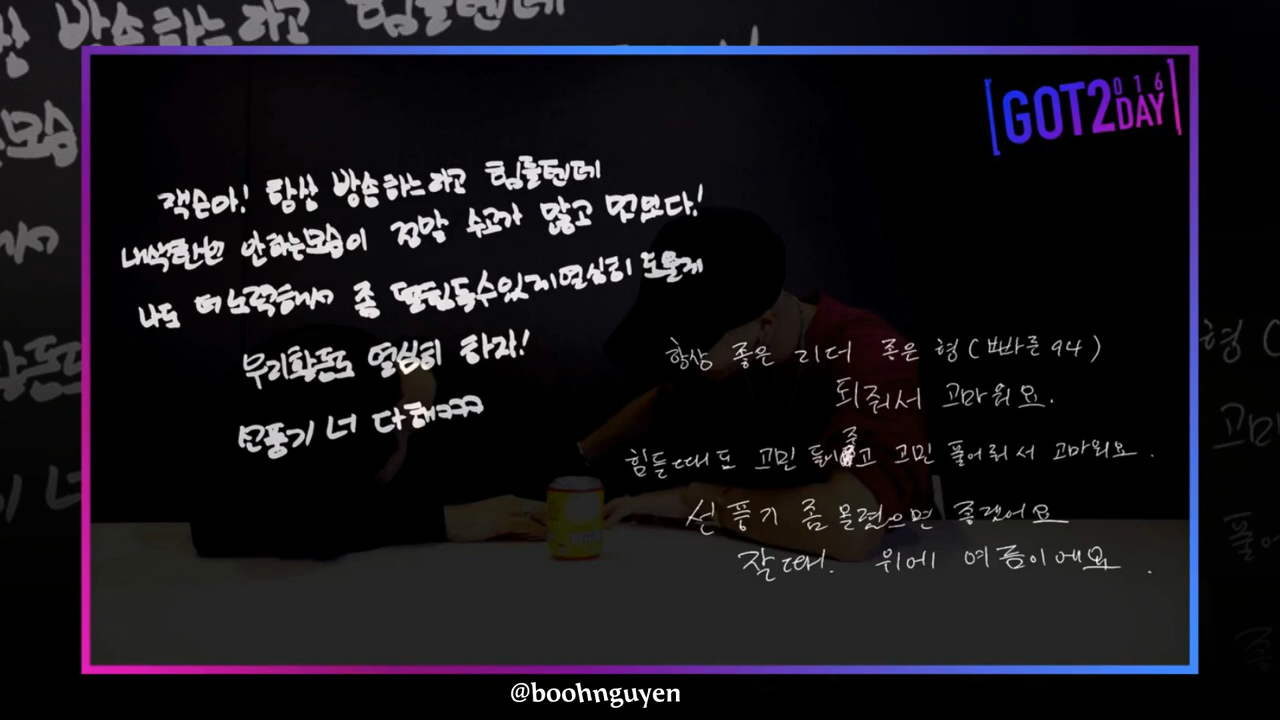 [GOT2DAY 016]
잭슨아! 항상 방송하느라고 힘들텐데
내색한번 안하는모습이 정말 수고가 많고 멋있다!
나도 더 노력해서 좀 될수있게 열심히 도울게
우리활동도 열심히 하자!
선풍기 너 다해ㅋㅋㅋ
항상 좋은 리더 좋은 형(빠른94)
되줘서 고마워요.
힘들때도 고민 들어주고 고민 풀어줘서 고마워요.
선풍기 좀 돌렸으면 좋겠어요
잘때! 위에 여름이에요.
@boohnguyen